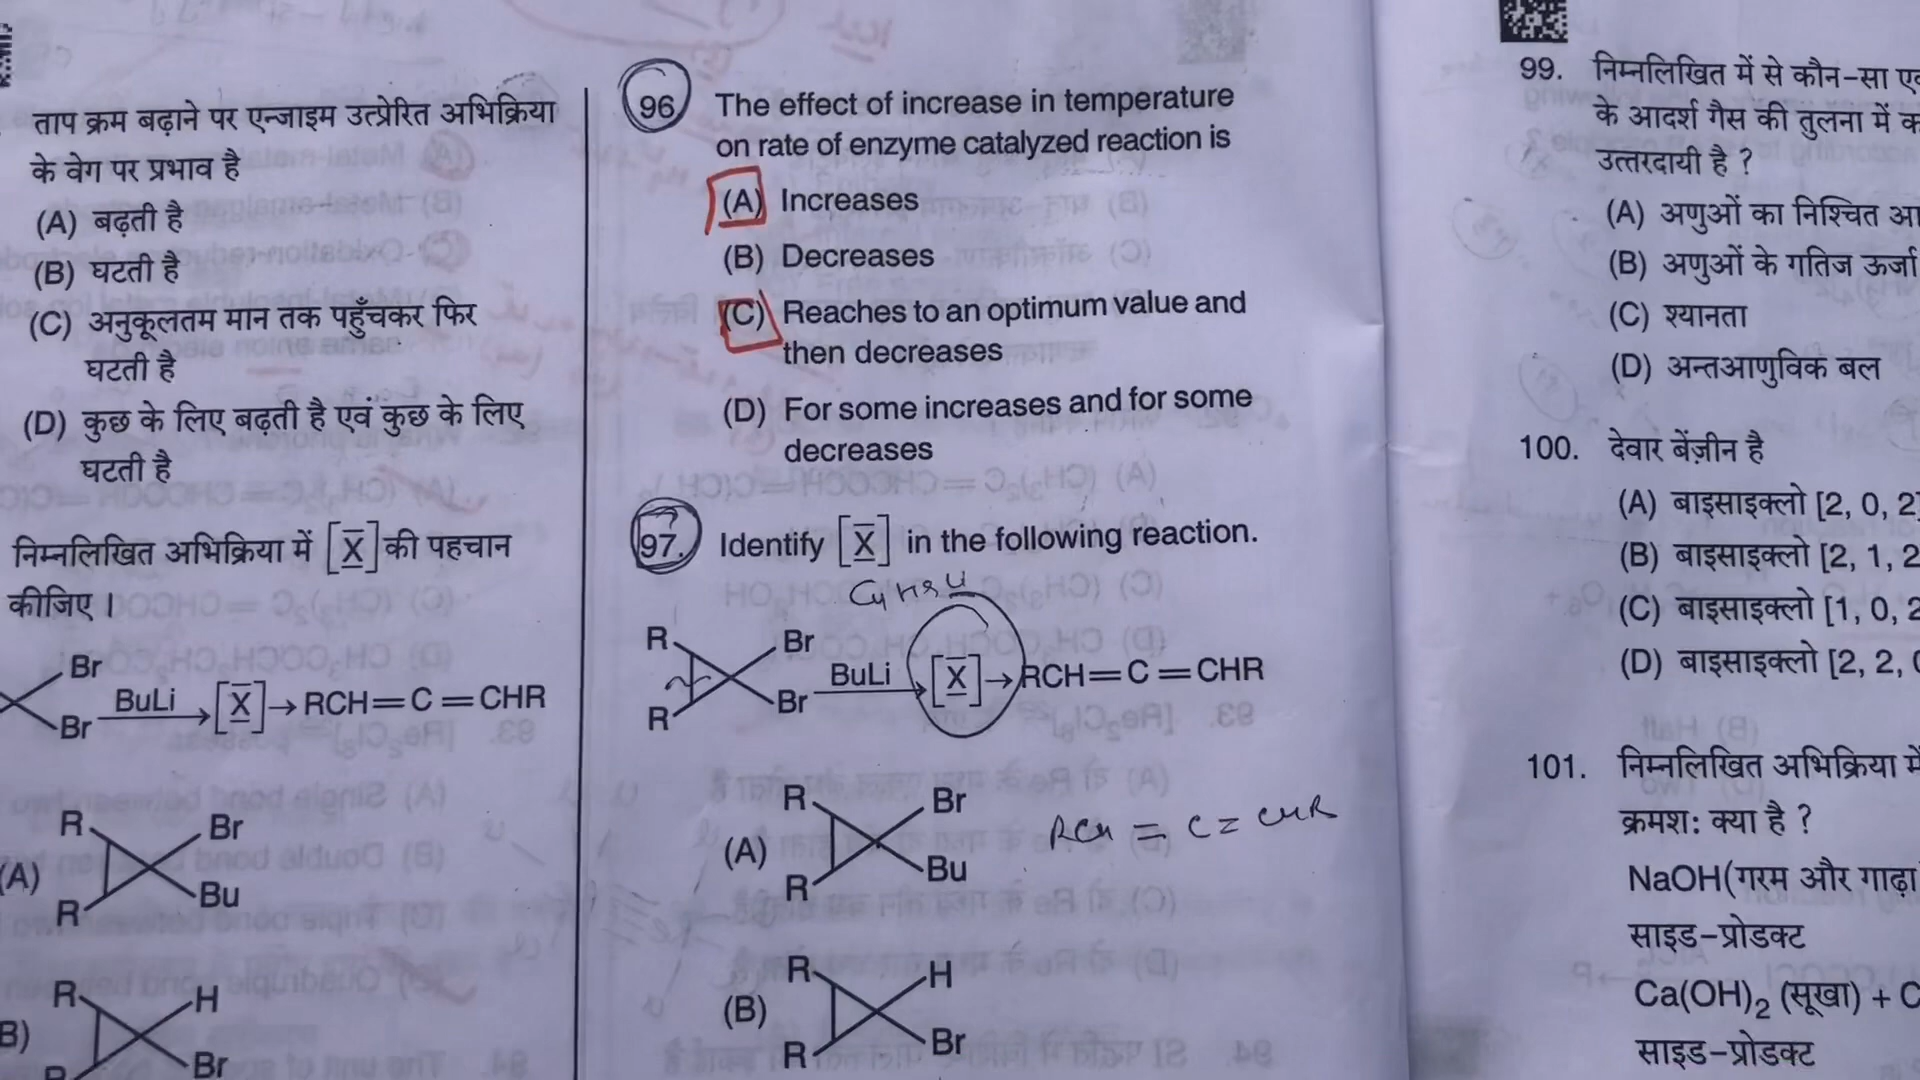 ताप क्रम बढ़ाने पर एन्जाइम उत्प्रेरित अभिक्रिया
के वेग पर प्रभाव है
(A) बढ़ती है
(B) घटती है
(C) अनुकूलतम मान तक पहुँचकर फिर
घटती है
(D) कुछ के लिए बढ़ती है एवं कुछ के लिए
घटती है
निम्नलिखित अभिक्रिया में [X] की पहचान
कीजिए ।
Br
Br
BuLi
[X] → RCH=C=CHR
(A)
R
R
Br
Bu
B)
R
R
H
Br
96
The effect of increase in temperature
on rate of enzyme catalyzed reaction is
(A) Increases
(B) Decreases
(C) Reaches to an optimum value and
then decreases
(D) For some increases and for some
decreases
97. Identify [X] in the following reaction.
R
R
Br
Br
BuLi
[X] → RCH=C=CHR
(A)
R
R
Br
Bu
RCH = C = CHR
(B)
R
R
H
Br
99. निम्नलिखित में से कौन-सा
के आदर्श गैस की तुलना में
उत्तरदायी है ?
(A) अणुओं का निश्चित
(B) अणुओं के गतिज ऊर्जा
(C) श्यानता
(D) अन्तआणुविक बल
100. देवार बेंज़ीन है
(A) बाइसाइक्लो [2, 0, 2
(B) बाइसाइक्लो [2, 1, 2
(C) बाइसाइक्लो [1, 0, 2
(D) बाइसाइक्लो [2, 2,
101. निम्नलिखित अभिक्रिया में
क्रमश: क्या है ?
NaOH(गरम और गाढ़ा
साइड-प्रोडक्ट
Ca(OH)₂ (सूखा) + C
साइड-प्रोडक्ट